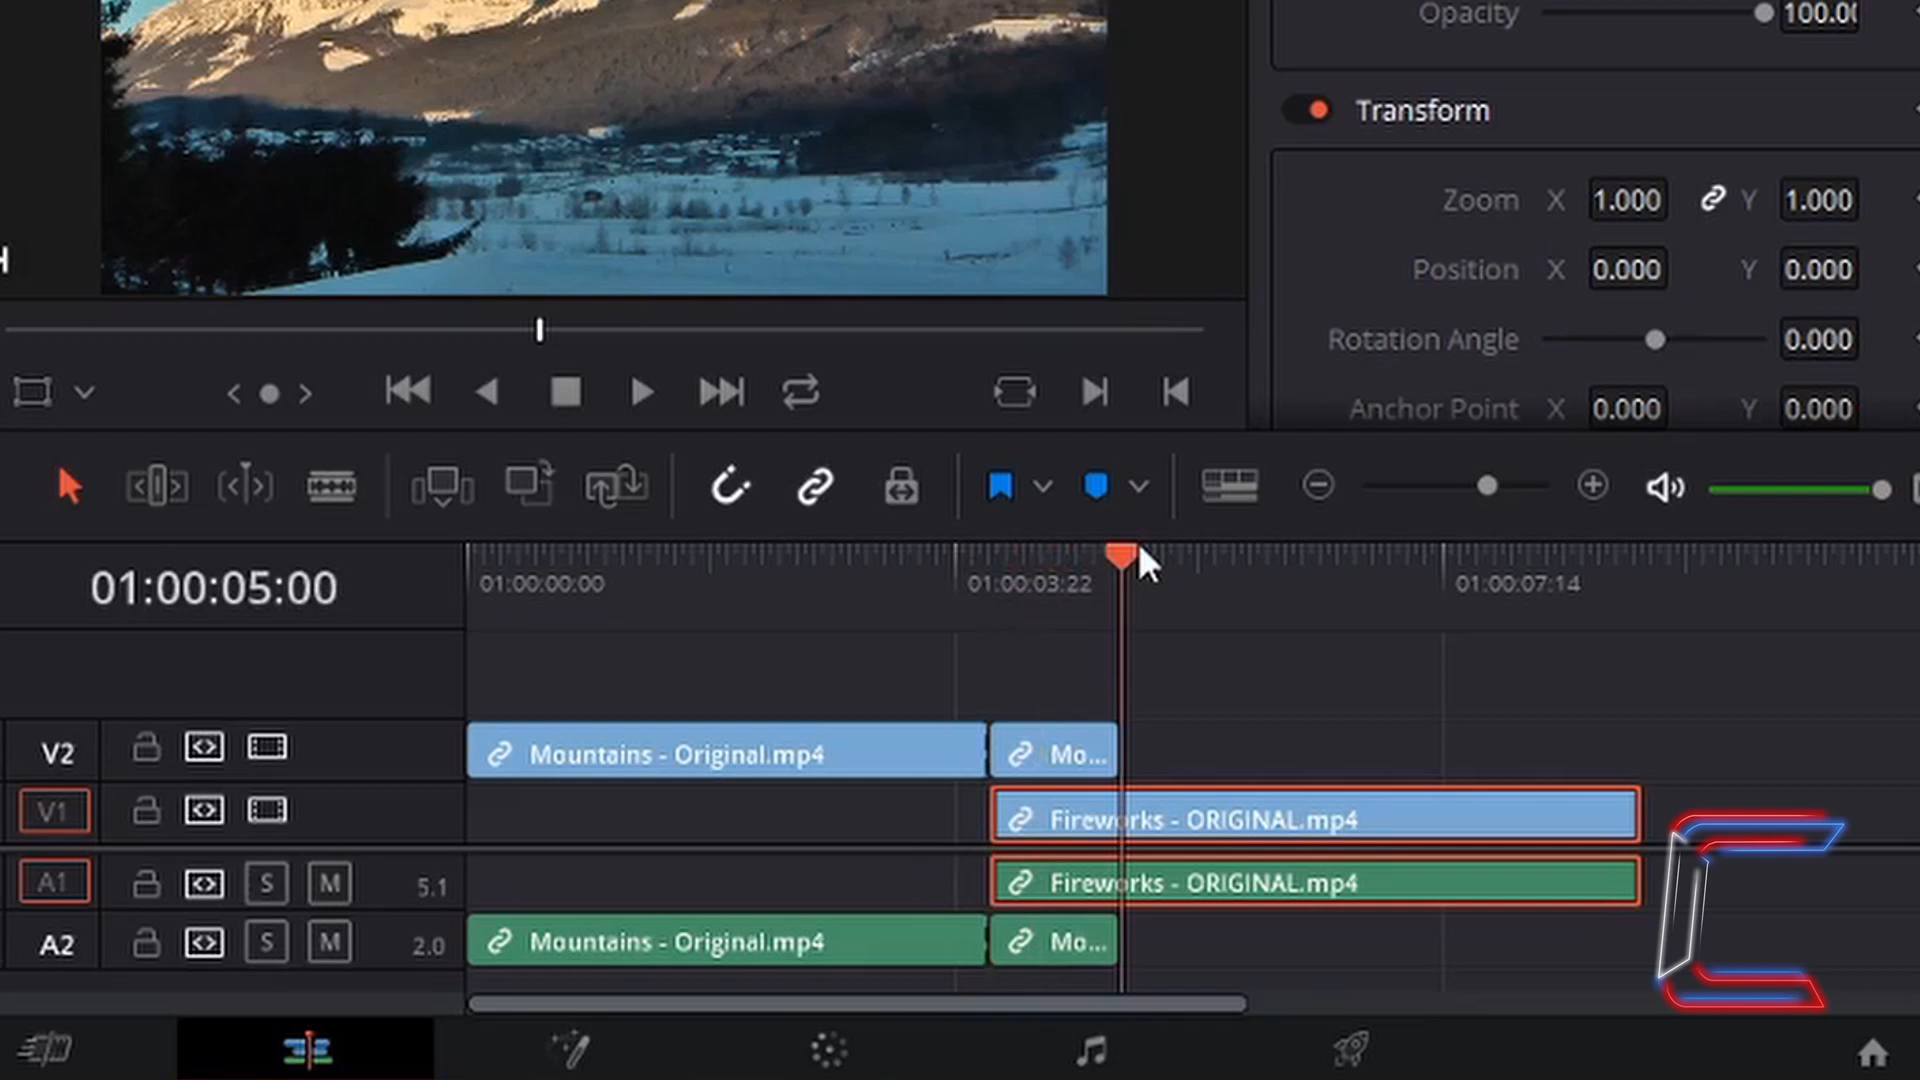 Opacity 100.0
Transform
Zoom X 1.000 Y 1.000
Position X 0.000 Y 0.000
Rotation Angle 0.000
Anchor Point X 0.000 Y 0.000
01:00:05:00
01:00:00:00 01:00:03:22 01:00:07:14
V2 Mountains - Original.mp4 Mo...
V1 Fireworks - ORIGINAL.mp4
A1 S M 5.1 Fireworks - ORIGINAL.mp4
A2 S M 2.0 Mountains - Original.mp4 Mo...